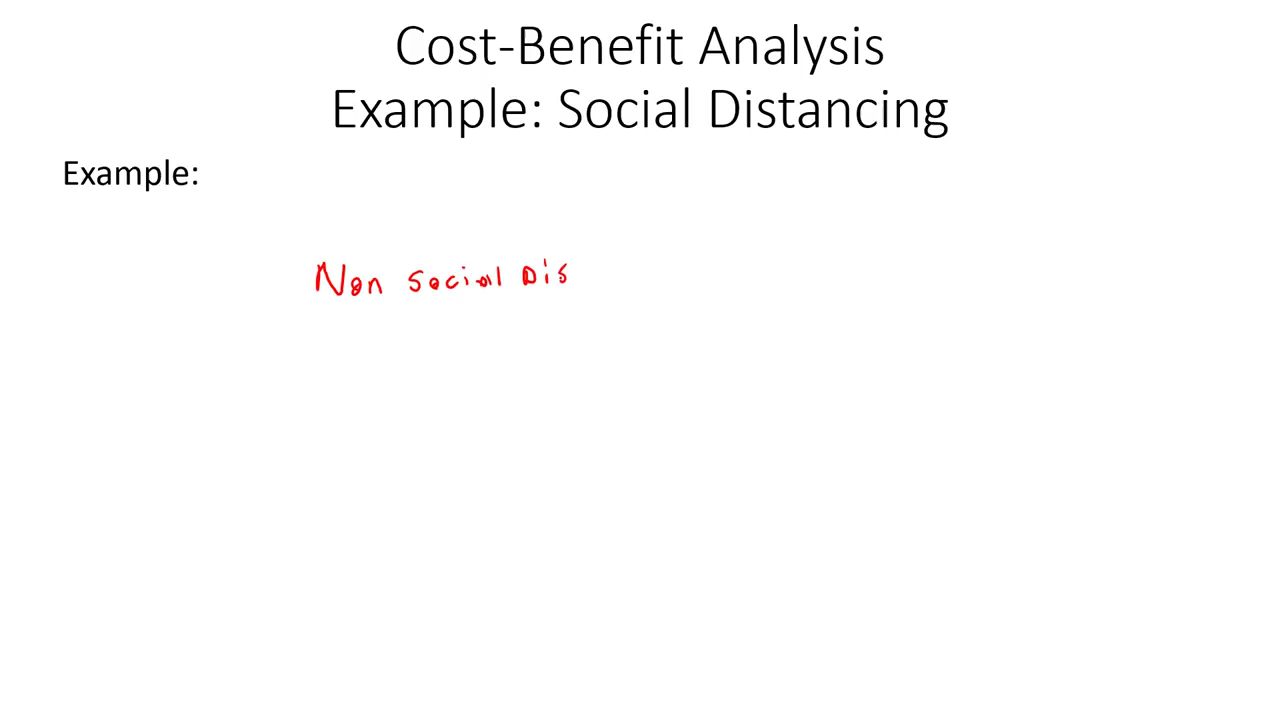 Cost-Benefit Analysis
Example: Social Distancing
Example:
Non Social Dis